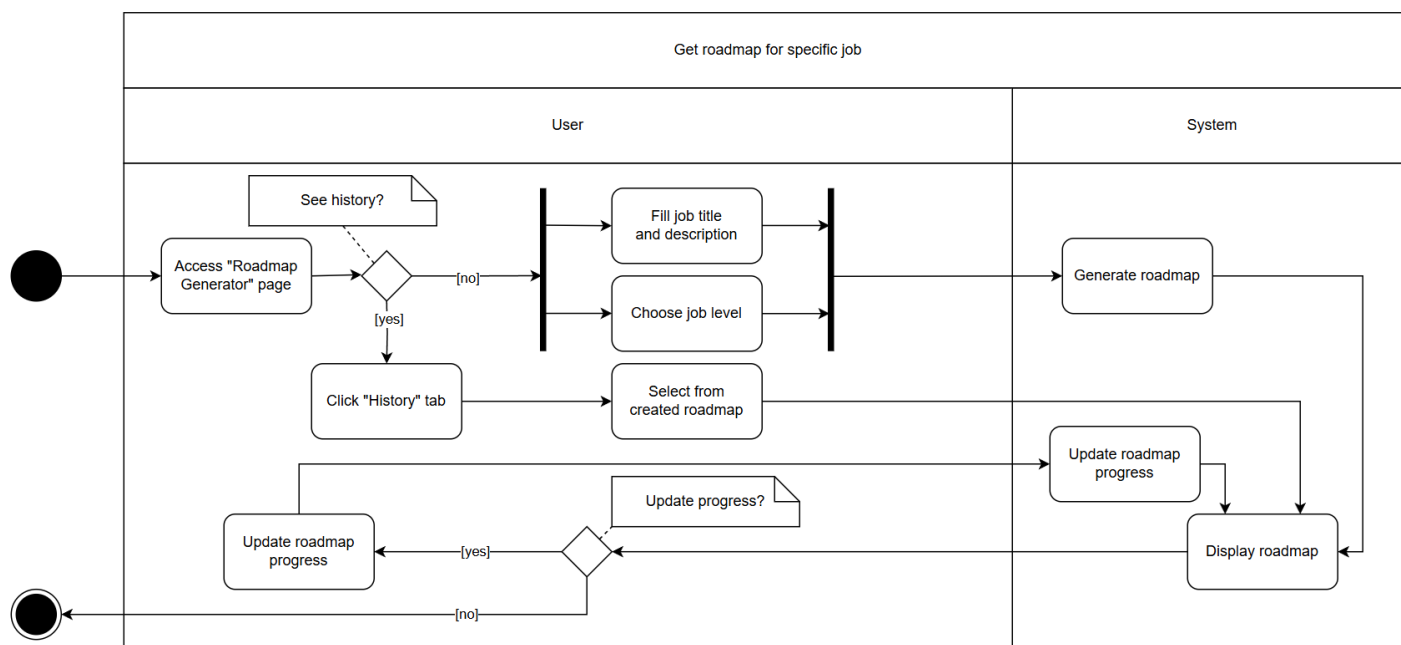 Get roadmap for specific job
User
System
See history?
Access "Roadmap
Generator" page
[no]
[yes]
Fill job title
and description
Choose job level
Generate roadmap
Click "History" tab
Select from
created roadmap
Update roadmap
progress
Update progress?
Update roadmap
progress
[yes]
Display roadmap
[no]